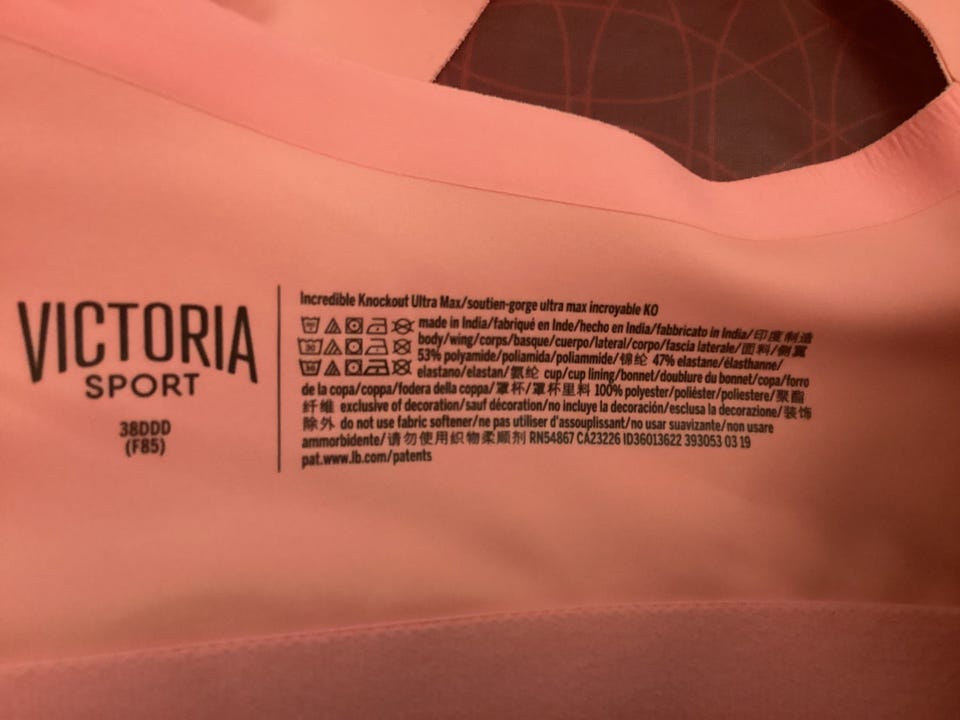 VICTORIA
SPORT
38DDD
(F85)
Incredible Knockout Ultra Max/soutien-gorge ultra max incroyable KO
made in India/fabriqué en Inde/hecho en India/fabbricato in India/印度制造
body/wing/corps/basque/cuerpo/lateral/corpo/fascia laterale/面料/侧翼
53% polyamide/poliamida/poliammide/锦纶 47% elastane/élasthanne/
elastano/elastan/氨纶 cup/cup lining/bonnet/doublure du bonnet/copa/forro
de la copa/coppa/fodera della coppa/罩杯/罩杯里料 100% polyester/poliéster/poliestere/聚酯
纤维 exclusive of decoration/sauf décoration/no incluye la decoración/esclusa la decorazione/装饰
除外 do not use fabric softener/ne pas utiliser d'assouplissant/no usar suavizante/non usare
ammorbidente/请勿使用织物柔顺剂 RN54867 CA23226 ID36013622 393053 03 19
pat.www.lb.com/patents